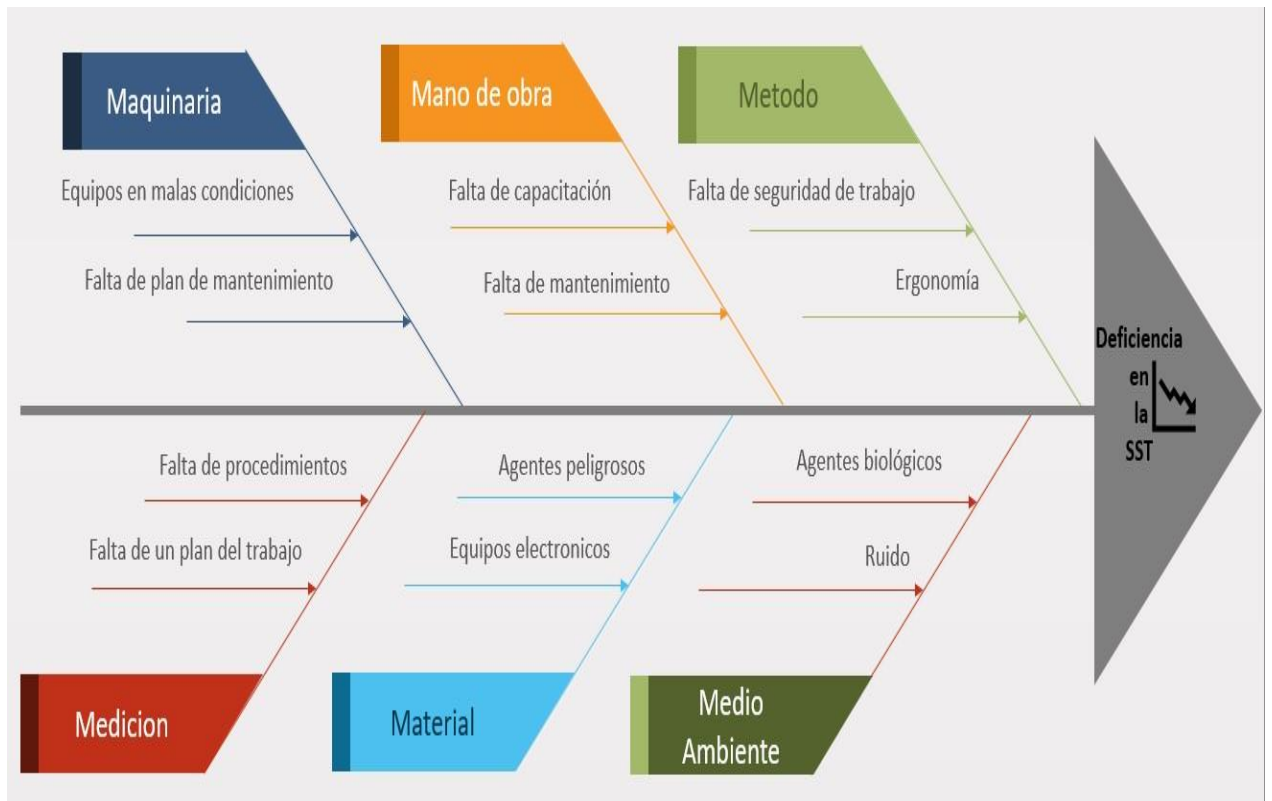 Maquinaria
Mano de obra
Metodo
Equipos en malas condiciones
Falta de capacitación
Falta de seguridad de trabajo
Falta de plan de mantenimiento
Falta de mantenimiento
Ergonomía
Deficiencia
en
la
SST
Falta de procedimientos
Agentes peligrosos
Agentes biológicos
Falta de un plan del trabajo
Equipos electronicos
Ruido
Medicion
Material
Medio
Ambiente